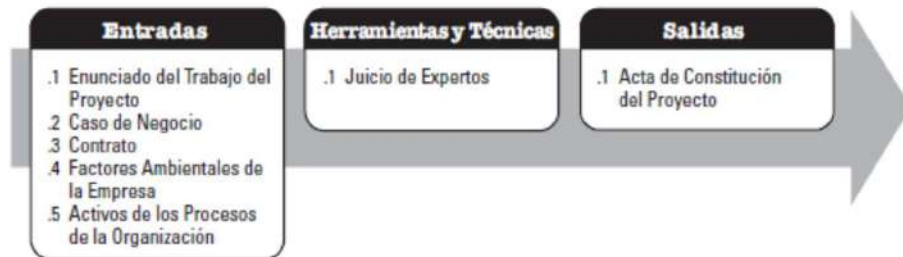 Entradas
.1 Enunciado del Trabajo del
Proyecto
.2 Caso de Negocio
.3 Contrato
.4 Factores Ambientales de
la Empresa
.5 Activos de los Procesos
de la Organización
Herramientas y Técnicas
.1 Juicio de Expertos
Salidas
.1 Acta de Constitución
del Proyecto